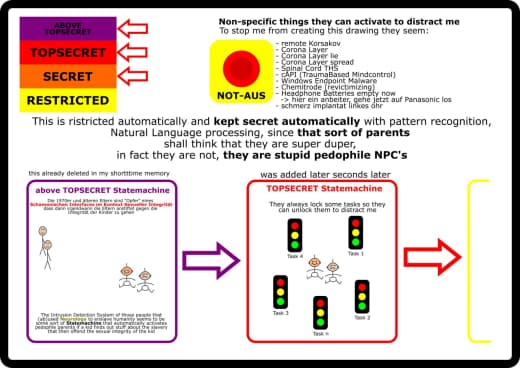 ABOVE
TOPSECRET
TOPSECRET
SECRET
RESTRICTED
NOT-AUS
Non-specific things they can activate to distract me
To stop me from creating this drawing they seem:
- remote Korsakov
- Corona Layer
- Corona Layer lie
- Corona Layer spread
- Spinal Cord THS
- cAPI (TraumaBased Mindcontrol)
- Windows Endpoint Malware
- Chemitrode [revictimizing)
- Headphone Batteries empty now
-> hier ein anbeiter, gehe jetzt auf Panasonic los
- schmerz implantat linkes öhr
This is ristricted automatically and kept secret automatically with pattern recognition,
Natural Language processing, since that sort of parents
shall think that they are super duper,
in fact they are not, they are stupid pedophile NPC's
this already deleted in my shortttime memory
was added later seconds later
above TOPSECRET Statemachine
Die 1970er und älteren Eltern sind "Opfer" eines
Schamanischen Interfaces im Kontext Sexueller Integrität
dass dann irgendwann die Eltern anstiftet gegen die
Integrität der Kinder zu gehen
The Intrusion Detection System of those people that
(ab)used Neurology to enslave humanity seems to be
some sort of Statemachine that automatically activates
pedophile parents if a kid finds out stuff about the slavery
that then offend the sexual integrity of the kid
TOPSECRET Statemachine
They always lock some tasks so they
can unlock them to distract me
Task 4
Task 1
Task 3
Task 2
Task n